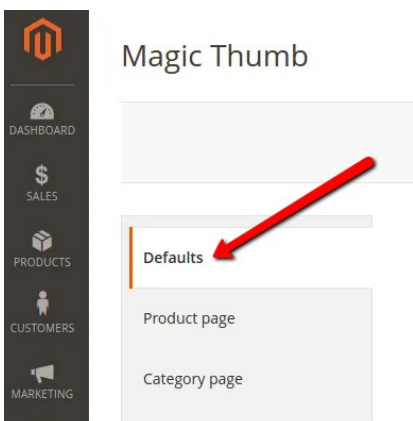 Magic Thumb
DASHBOARD
$
SALES
PRODUCTS
CUSTOMERS
MARKETING
Defaults
Product page
Category page